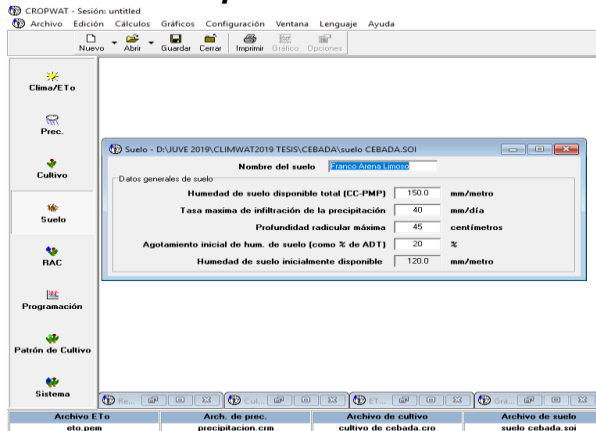 CROPWAT - Sesión: untitled
Archivo Edición Cálculos Gráficos Configuración Ventana Lenguaje Ayuda
Nuevo Abrir Guardar Cerrar Imprimir Gráfico Opciones
Clima/ETo
Prec.
Cultivo
Suelo
RAC
Programación
Patrón de Cultivo
Sistema
Suelo - D:\JUVE 2019\CLIMWAT2019 TESIS\CEBADA\suelo CEBADA.SOI
Nombre del suelo Franco Arena Limoso
Datos generales de suelo
Humedad de suelo disponible total (CC-PMP) 150.0 mm/metro
Tasa maxima de infiltración de la precipitación 40 mm/día
Profundidad radicular máxima 45 centímetros
Agotamiento inicial de hum. de suelo (como % de ADT) 20 %
Humedad de suelo inicialmente disponible 120.0 mm/metro
Re... Cul... ET... Grá...
Archivo ETo Arch. de prec. Archivo de cultivo Archivo de suelo
eto.pem precipitacion.crm cultivo de cebada.cro suelo cebada.soi